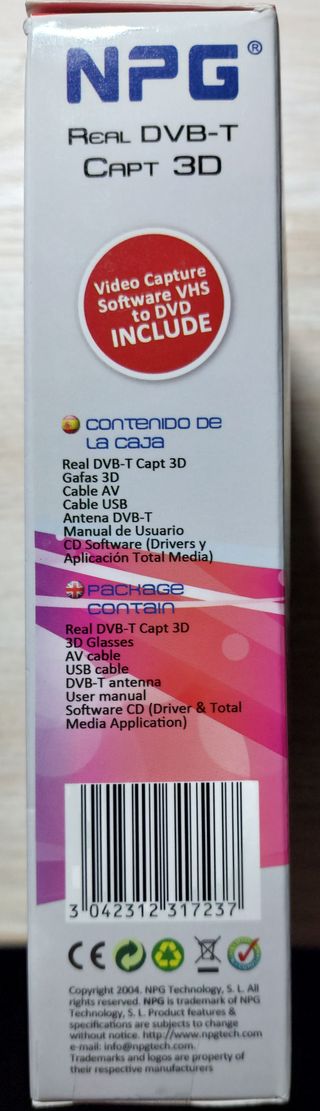 NPG®
Real DVB-T
Capt 3D
Video Capture
Software VHS
to DVD
INCLUDE
CONTENIDO DE
LA CAJA
Real DVB-T Capt 3D
Gafas 3D
Cable AV
Cable USB
Antena DVB-T
Manual de Usuario
CD Software (Drivers y
Aplicación Total Media)
PACKAGE
CONTAIN
Real DVB-T Capt 3D
3D Glasses
AV cable
USB cable
DVB-T antenna
User manual
Software CD (Driver & Total
Media Application)
3 042312 317237
CE
Copyright 2004. NPG Technology, S. L. All
rights reserved. NPG is trademark of NPG
Technology, S. L. Product features &
specifications are subjects to change
without notice. http://www.npgtech.com
e-mail: info@npgtech.com.
Trademarks and logos are property of
their respective manufacturers